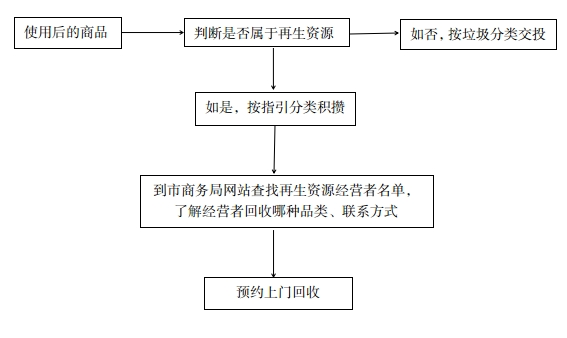 使用后的商品
判断是否属于再生资源
如否，按垃圾分类交投
如是，按指引分类积攒
到市商务局网站查找再生资源经营者名单，
了解经营者回收哪种品类、联系方式
预约上门回收